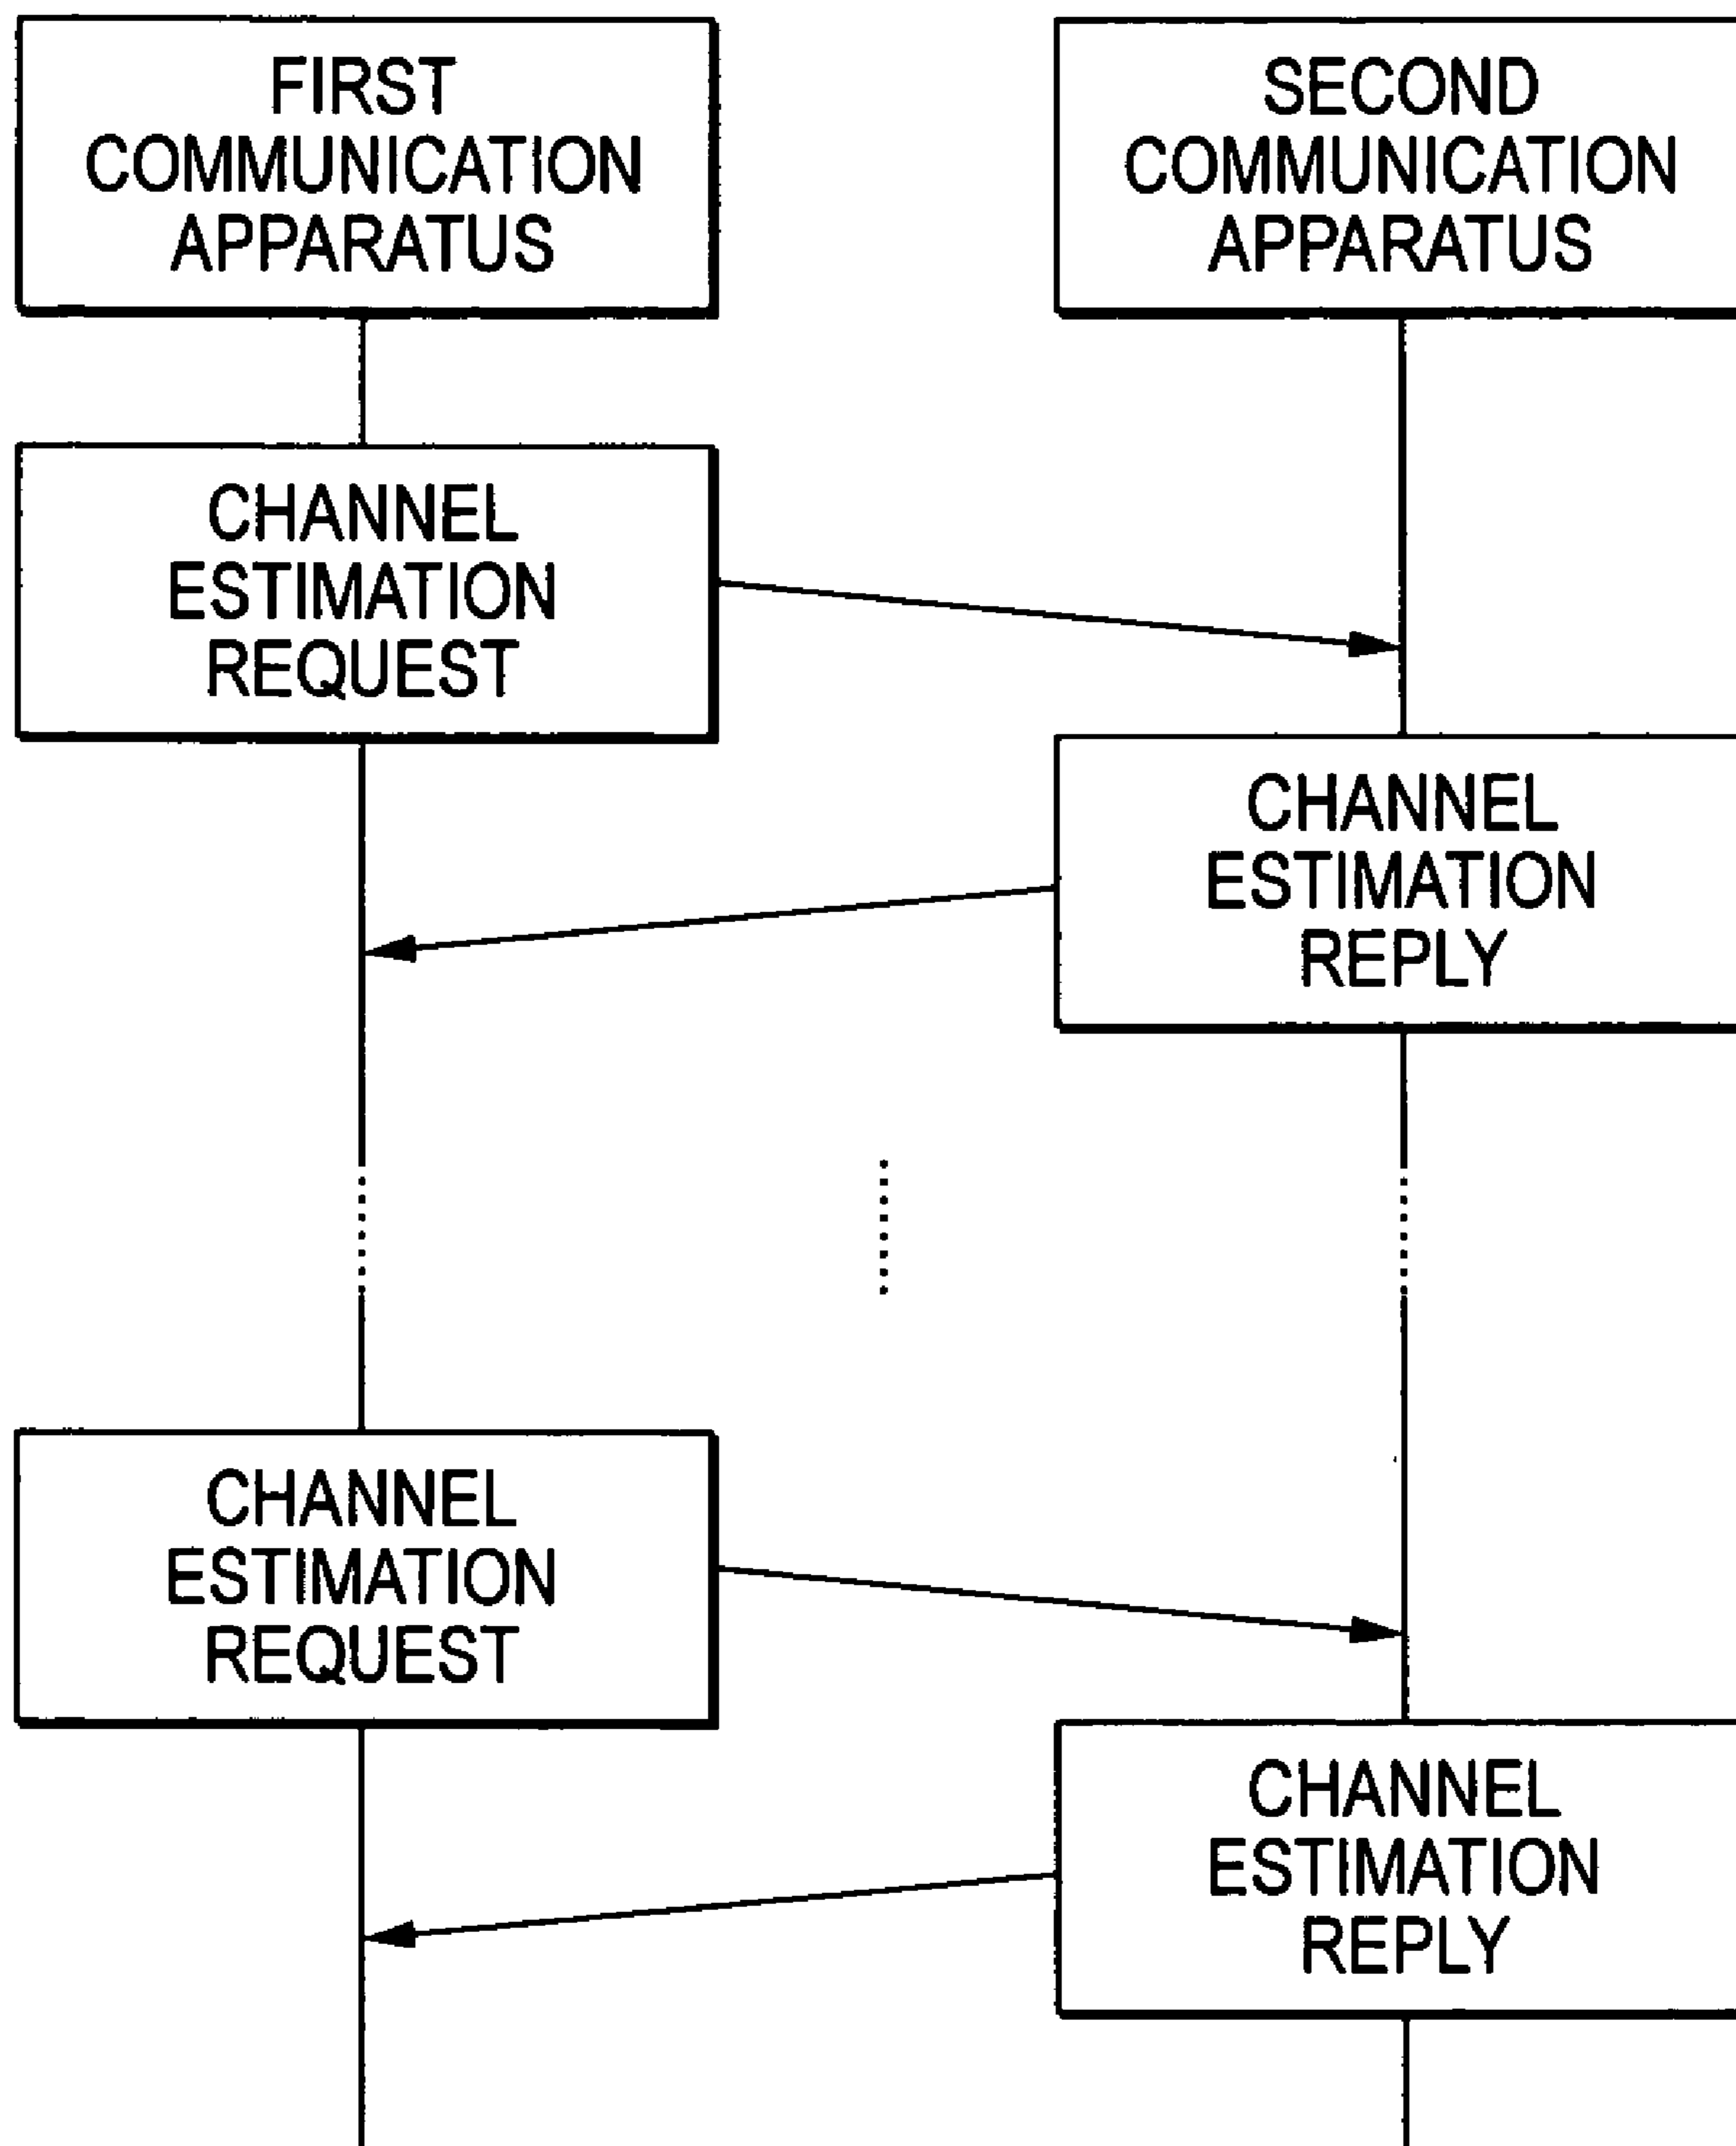 FIRST
COMMUNICATION
APPARATUS
SECOND
COMMUNICATION
APPARATUS
CHANNEL
ESTIMATION
REQUEST
CHANNEL
ESTIMATION
REPLY
CHANNEL
ESTIMATION
REQUEST
CHANNEL
ESTIMATION
REPLY